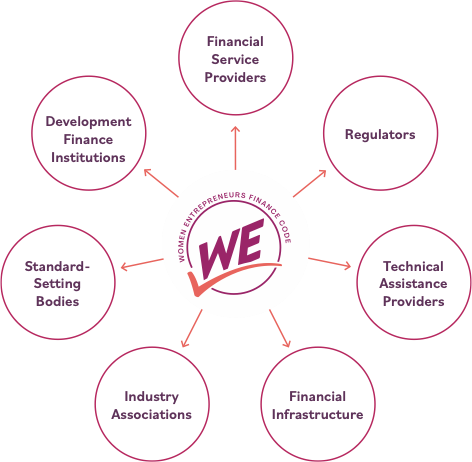 Financial
Service
Providers
Development
Finance
Institutions
Regulators
WOMEN ENTREPRENEURS FINANCE CODE
WE
Standard-
Setting
Bodies
Technical
Assistance
Providers
Industry
Associations
Financial
Infrastructure